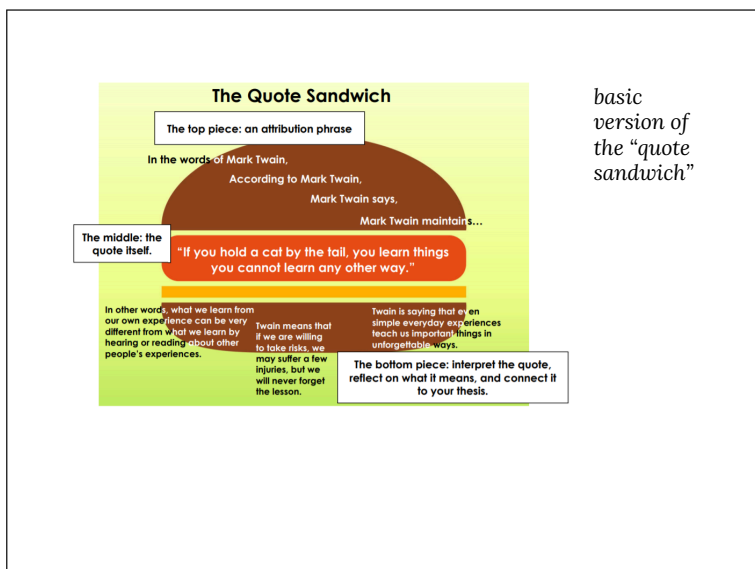 The Quote Sandwich
The top piece: an attribution phrase
In the words of Mark Twain,
According to Mark Twain,
Mark Twain says,
Mark Twain maintains…
The middle: the
quote itself.
“If you hold a cat by the tail, you learn things
you cannot learn any other way.”
In other words, what we learn from
our own experience can be very
different from what we learn by
hearing or reading about other
people’s experiences.
Twain means that
if we are willing
to take risks, we
may suffer a few
injuries, but we
will never forget
the lesson.
Twain is saying that even
simple everyday experiences
teach us important things in
unforgettable ways.
The bottom piece: interpret the quote,
reflect on what it means, and connect it
to your thesis.
basic
version of
the “quote
sandwich”